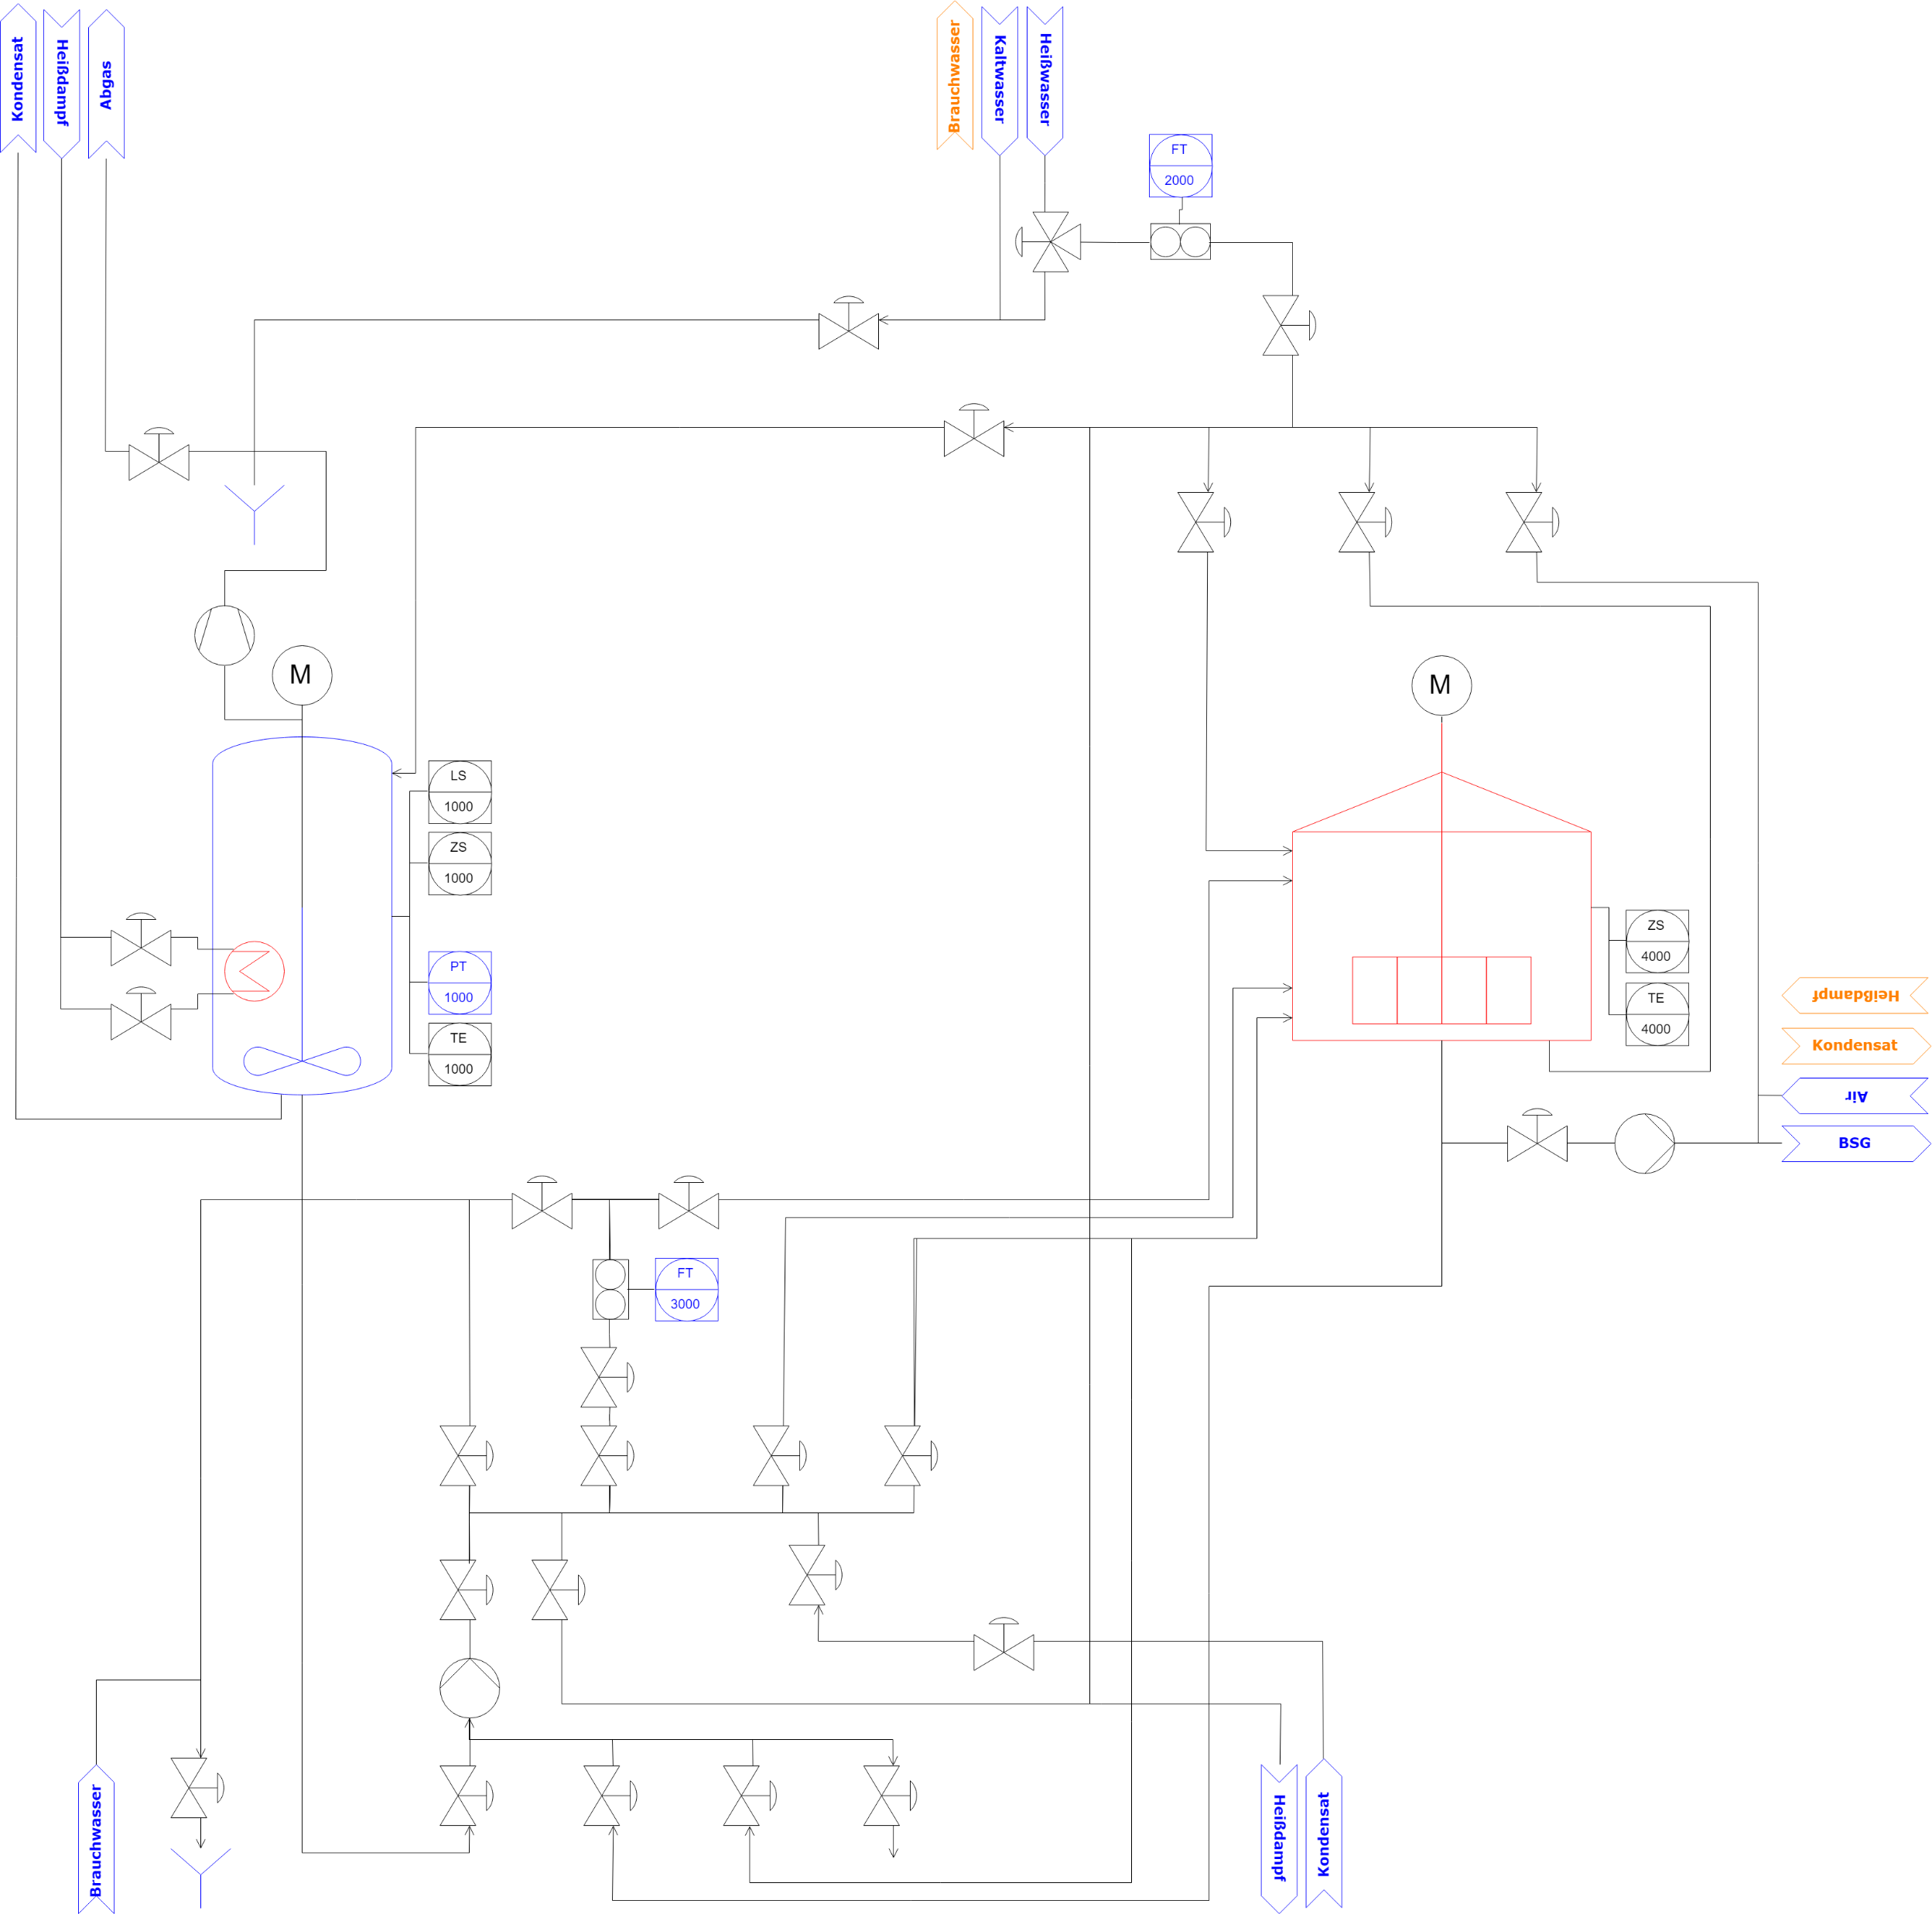 Kondensat
Heißdampf
Abgas
Brauchwasser
Kaltwasser
Heißwasser
FT
2000
M
M
LS
1000
ZS
1000
PT
1000
TE
1000
ZS
4000
TE
4000
Heißdampf
Kondensat
Air
BSG
FT
3000
Brauchwasser
Heißdampf
Kondensat